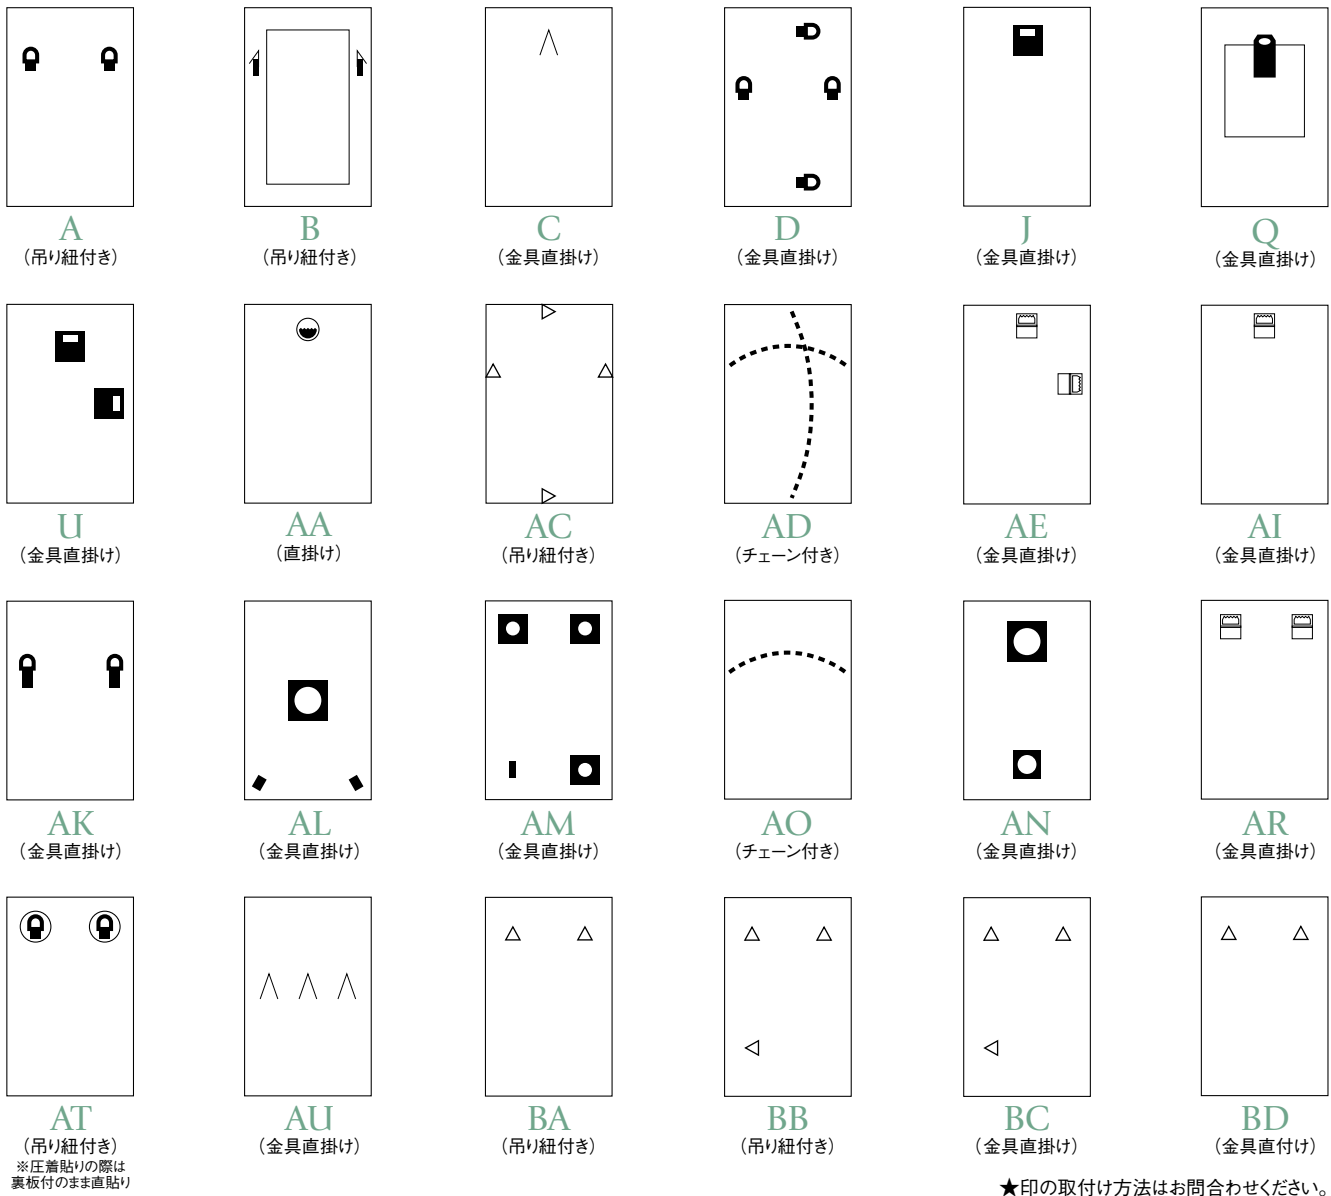 A
(吊り紐付き)
B
(吊り紐付き)
C
(金具直掛け)
D
(金具直掛け)
J
(金具直掛け)
Q
(金具直掛け)
U
(金具直掛け)
AA
(直掛け)
AC
(吊り紐付き)
AD
(チェーン付き)
AE
(金具直掛け)
AI
(金具直掛け)
AK
(金具直掛け)
AL
(金具直掛け)
AM
(金具直掛け)
AO
(チェーン付き)
AN
(金具直掛け)
AR
(金具直掛け)
AT
(吊り紐付き)
※圧着貼りの際は
裏板付のまま直貼り
AU
(金具直掛け)
BA
(吊り紐付き)
BB
(吊り紐付き)
BC
(金具直掛け)
BD
(金具直付け)
★印の取付け方法はお問合わせください。